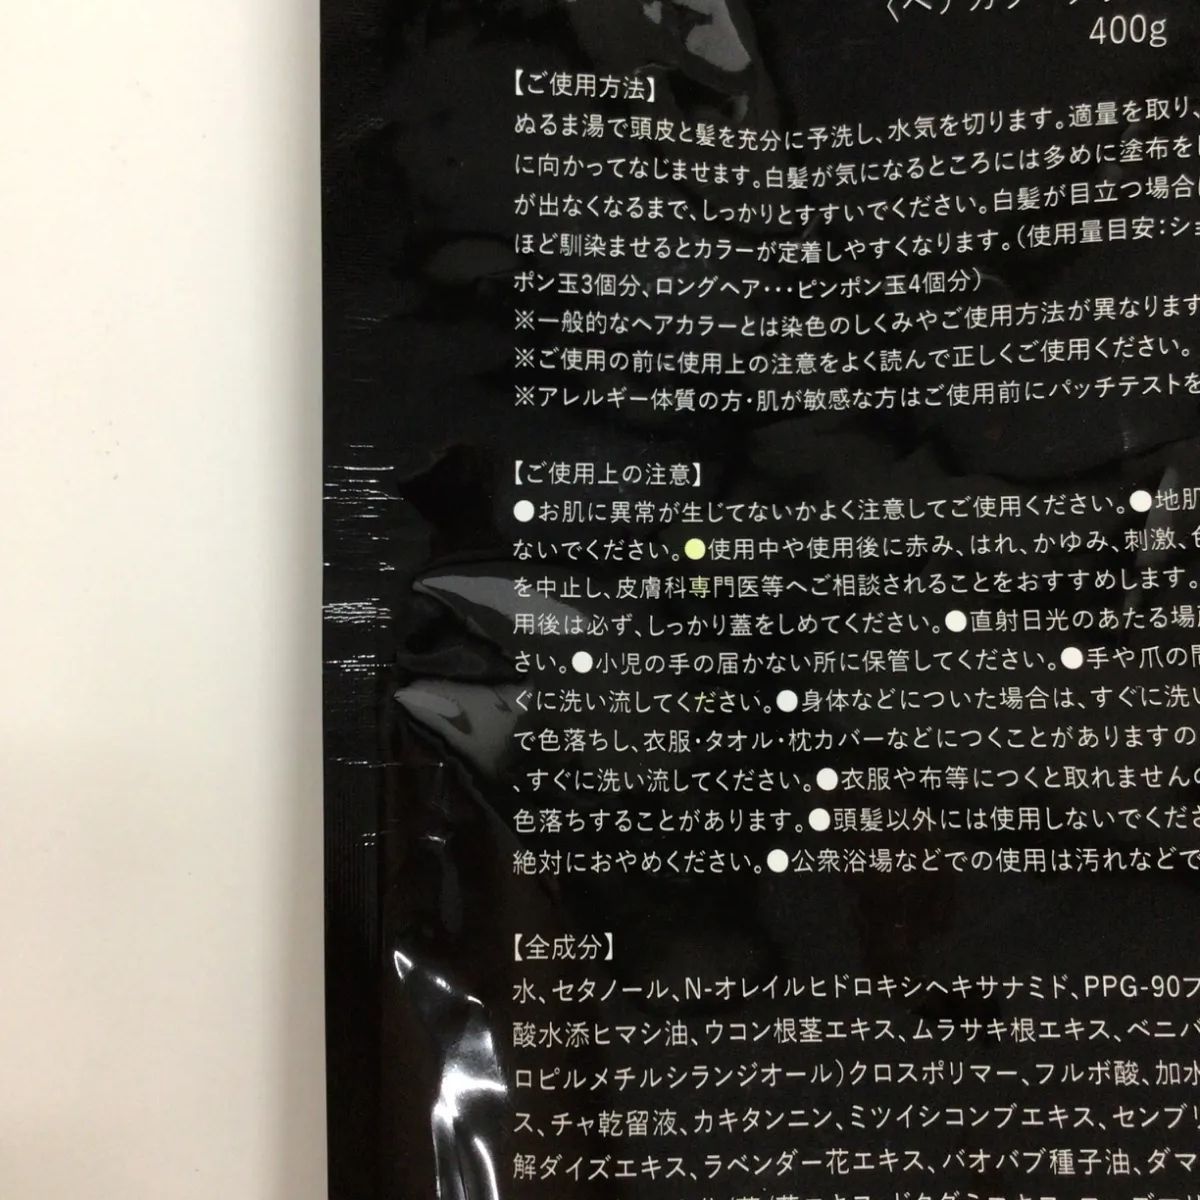 400g
【ご使用方法】
ぬるま湯で頭皮と髪を充分に予洗し、水気を切ります。適量を取り、
に向かってなじませます。白髪が気になるところには多めに塗布を
が出なくなるまで、しっかりとすすいでください。白髪が目立つ場合
ほど馴染ませるとカラーが定着しやすくなります。（使用量目安：ショ
ポン玉3個分、ロングヘア･･･ピンポン玉4個分）
※一般的なヘアカラーとは染色のしくみやご使用方法が異なります
※ご使用の前に使用上の注意をよく読んで正しくご使用ください。
※アレルギー体質の方・肌が敏感な方はご使用前にパッチテストを
【ご使用上の注意】
●お肌に異常が生じてないかよく注意してご使用ください。●地肌
ないでください。●使用中や使用後に赤み、はれ、かゆみ、刺激、色
を中止し、皮膚科専門医等へご相談されることをおすすめします。
用後は必ず、しっかり蓋をしめてください。●直射日光のあたる場所
さい。●小児の手の届かない所に保管してください。●手や爪の間
ぐに洗い流してください。●身体などについた場合は、すぐに洗い
で色落ちし、衣服・タオル・枕カバーなどにつくことがありますの
、すぐに洗い流してください。●衣服や布等につくと取れませんの
色落ちすることがあります。●頭髪以外には使用しないでくださ
絶対におやめください。●公衆浴場などでの使用は汚れなどで
【全成分】
水、セタノール、N-オレイルヒドロキシヘキサナミド、PPG-90ブ
酸水添ヒマシ油、ウコン根茎エキス、ムラサキ根エキス、ベニバ
ロピルメチルシランジオール）クロスポリマー、フルボ酸、加水
ス、チャ乾留液、カキタンニン、ミツイシコンブエキス、センブリ
解ダイズエキス、ラベンダー花エキス、バオバブ種子油、ダマ